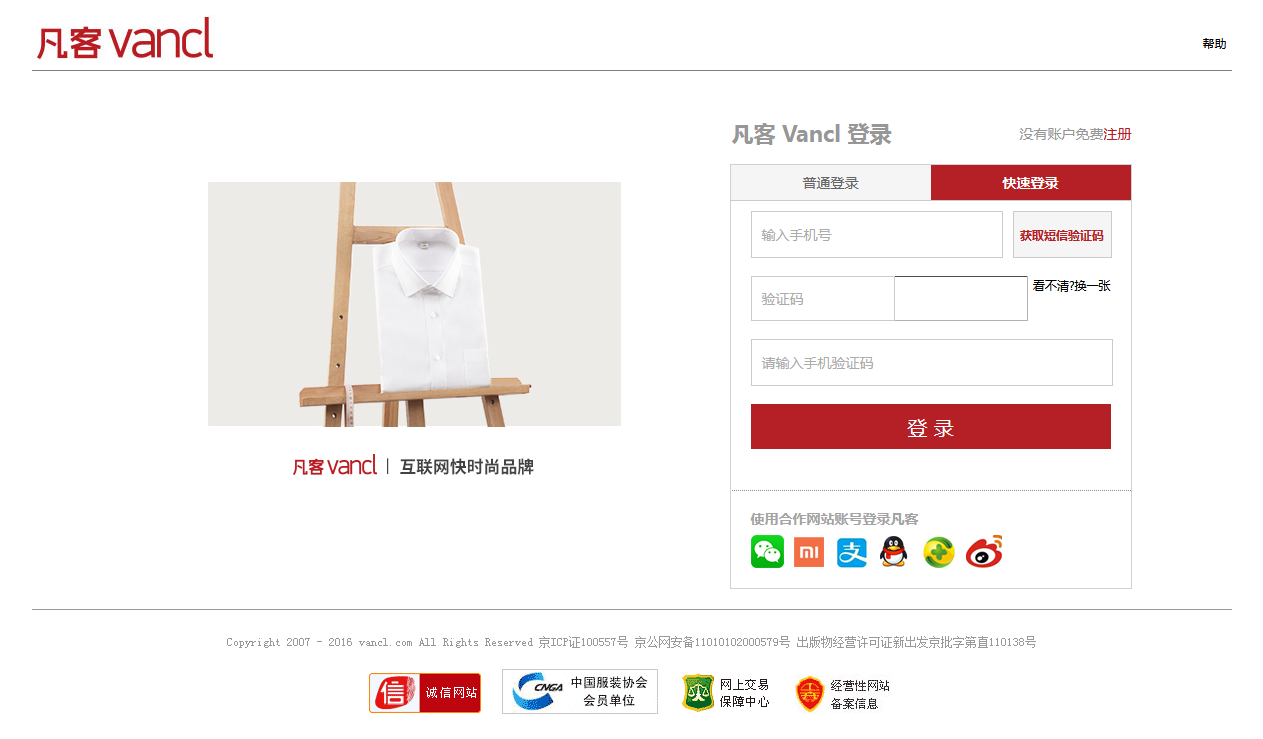 凡客 vancl
帮助
凡客 Vancl 登录
没有账户免费注册
普通登录
快速登录
输入手机号
获取短信验证码
验证码
看不清?换一张
请输入手机验证码
登 录
凡客 vancl | 互联网快时尚品牌
使用合作网站账号登录凡客
Copyright 2007 - 2016 vancl.com All Rights Reserved 京ICP证100557号 京公网安备11010102000579号 出版物经营许可证新出发京批字第直110138号
信 诚信网站
CNGA 中国服装协会
会员单位
网上交易
保障中心
经营性网站
备案信息